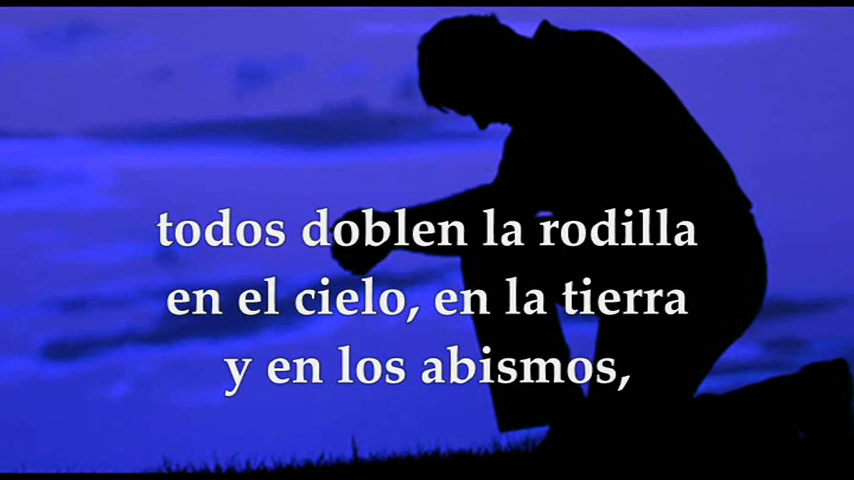 todos doblen la rodilla
en el cielo, en la tierra
y en los abismos,